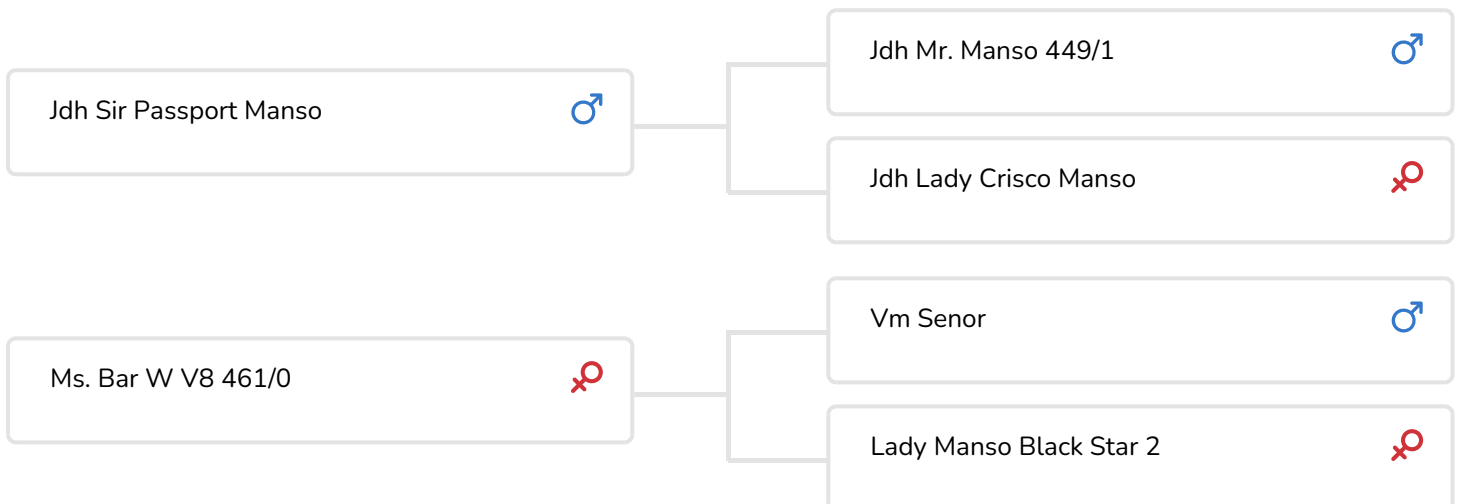 Jdh Mr. Manso 449/1
Jdh Sir Passport Manso
Jdh Lady Crisco Manso
Vm Senor
Ms. Bar W V8 461/0
Lady Manso Black Star 2